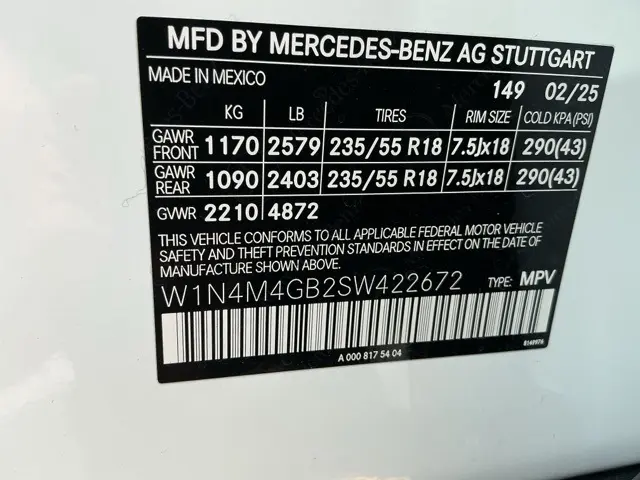 MFD BY MERCEDES-BENZ AG STUTTGART
MADE IN MEXICO 149 02/25
KG LB TIRES RIM SIZE COLD KPA(PSI)
GAWR FRONT 1170 2579 235/55 R18 7.5Jx18 290(43)
GAWR REAR 1090 2403 235/55 R18 7.5Jx18 290(43)
GVWR 2210 4872
THIS VEHICLE CONFORMS TO ALL APPLICABLE FEDERAL MOTOR VEHICLE
SAFETY AND THEFT PREVENTION STANDARDS IN EFFECT ON THE DATE OF
MANUFACTURE SHOWN ABOVE.
W1N4M4GB2SW422672 TYPE: MPV
A 000 817 54 04